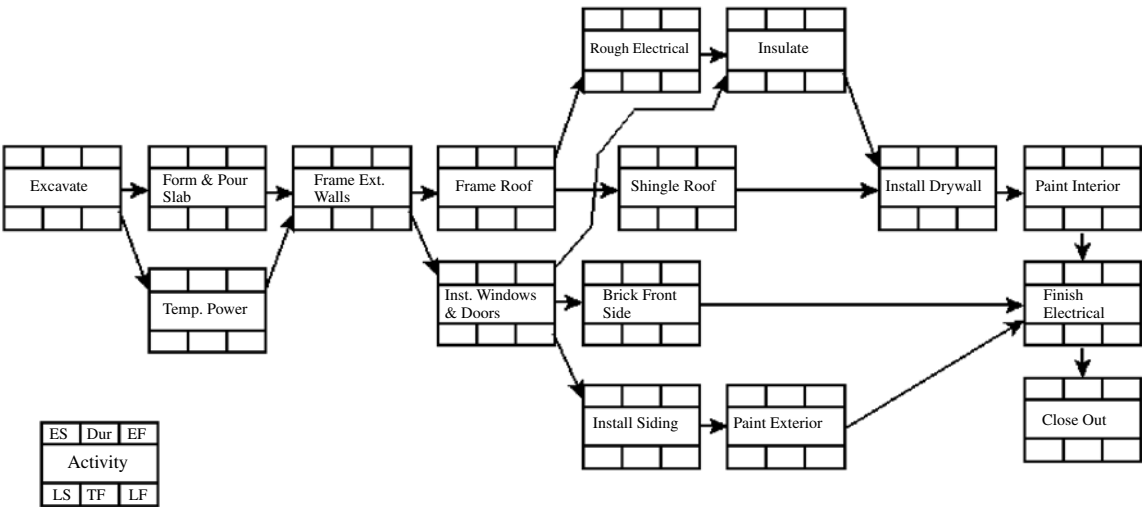 Rough Electrical
Insulate
Excavate
Form & Pour
Slab
Frame Ext.
Walls
Frame Roof
Shingle Roof
Install Drywall
Paint Interior
Temp. Power
Inst. Windows
& Doors
Brick Front
Side
Finish
Electrical
Install Siding
Paint Exterior
Close Out
ES Dur EF
Activity
LS TF LF